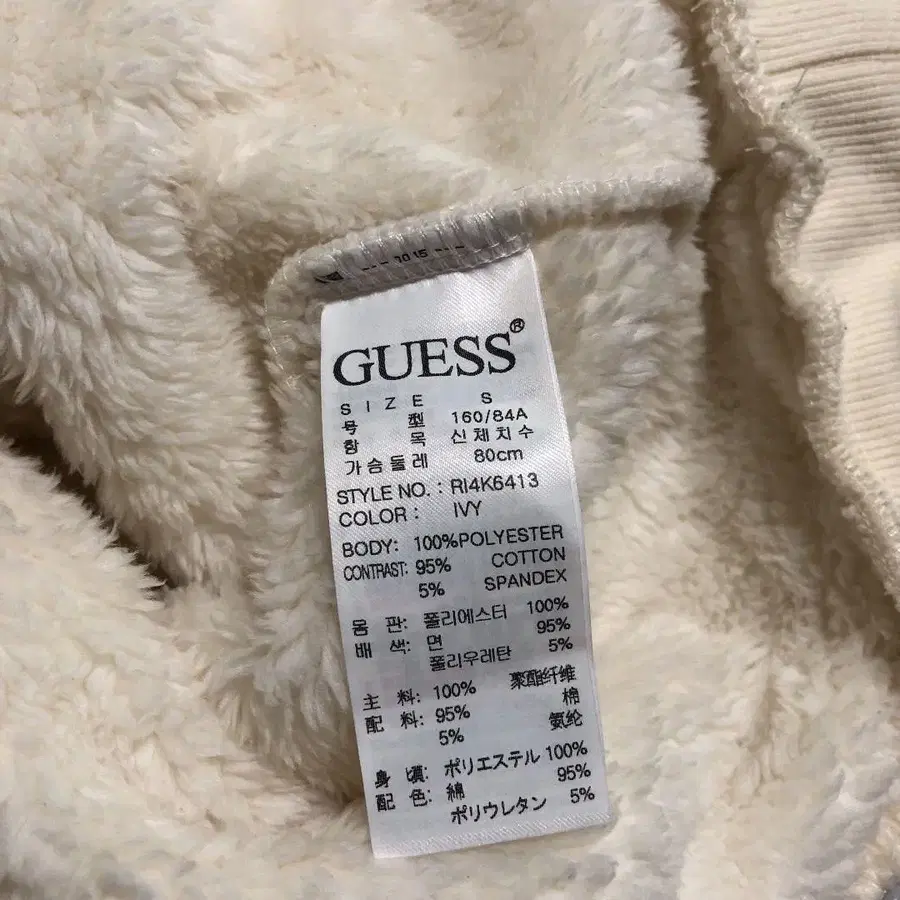 GUESS®
SIZE S
号 型 160/84A
항 목 신체치수
가슴둘레 80cm
STYLE NO. : RI4K6413
COLOR : IVY
BODY: 100%POLYESTER
CONTRAST: 95% COTTON
5% SPANDEX
몸 판: 폴리에스터 100%
배 색: 면 95%
폴리우레탄 5%
主 料: 100% 聚酯纤维
配 料: 95% 棉
5% 氨纶
身 頃: ポリエステル 100%
配 色: 綿 95%
ポリウレタン 5%